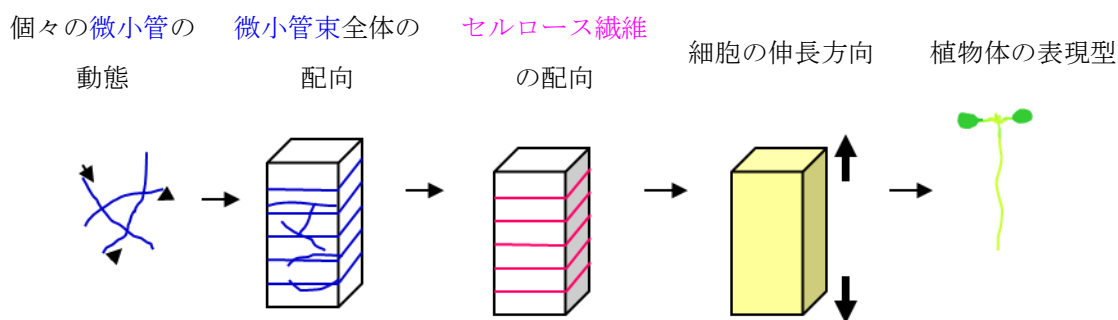 個々の微小管の
動態
微小管束全体の
配向
セルロース繊維
の配向
細胞の伸長方向
植物体の表現型